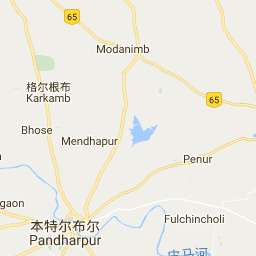 65
Modanimb
格尔根布
Karkamb
65
Bhose
Mendhapur
Penur
gaon
本特尔布尔
Pandharpur
Fulchincholi